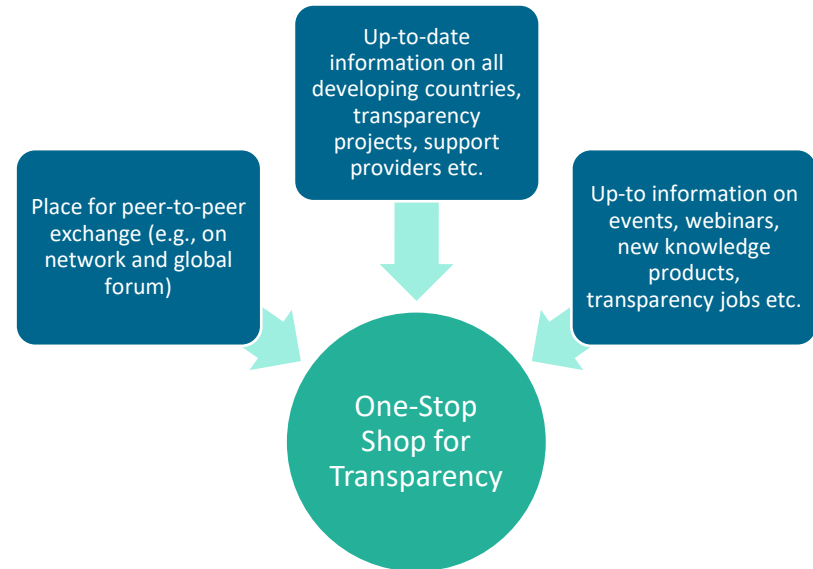 Up-to-date
information on all
developing countries,
transparency
projects, support
providers etc.
Place for peer-to-peer
exchange (e.g., on
network and global
forum)
Up-to information on
events, webinars,
new knowledge
products,
transparency jobs etc.
One-Stop
Shop for
Transparency